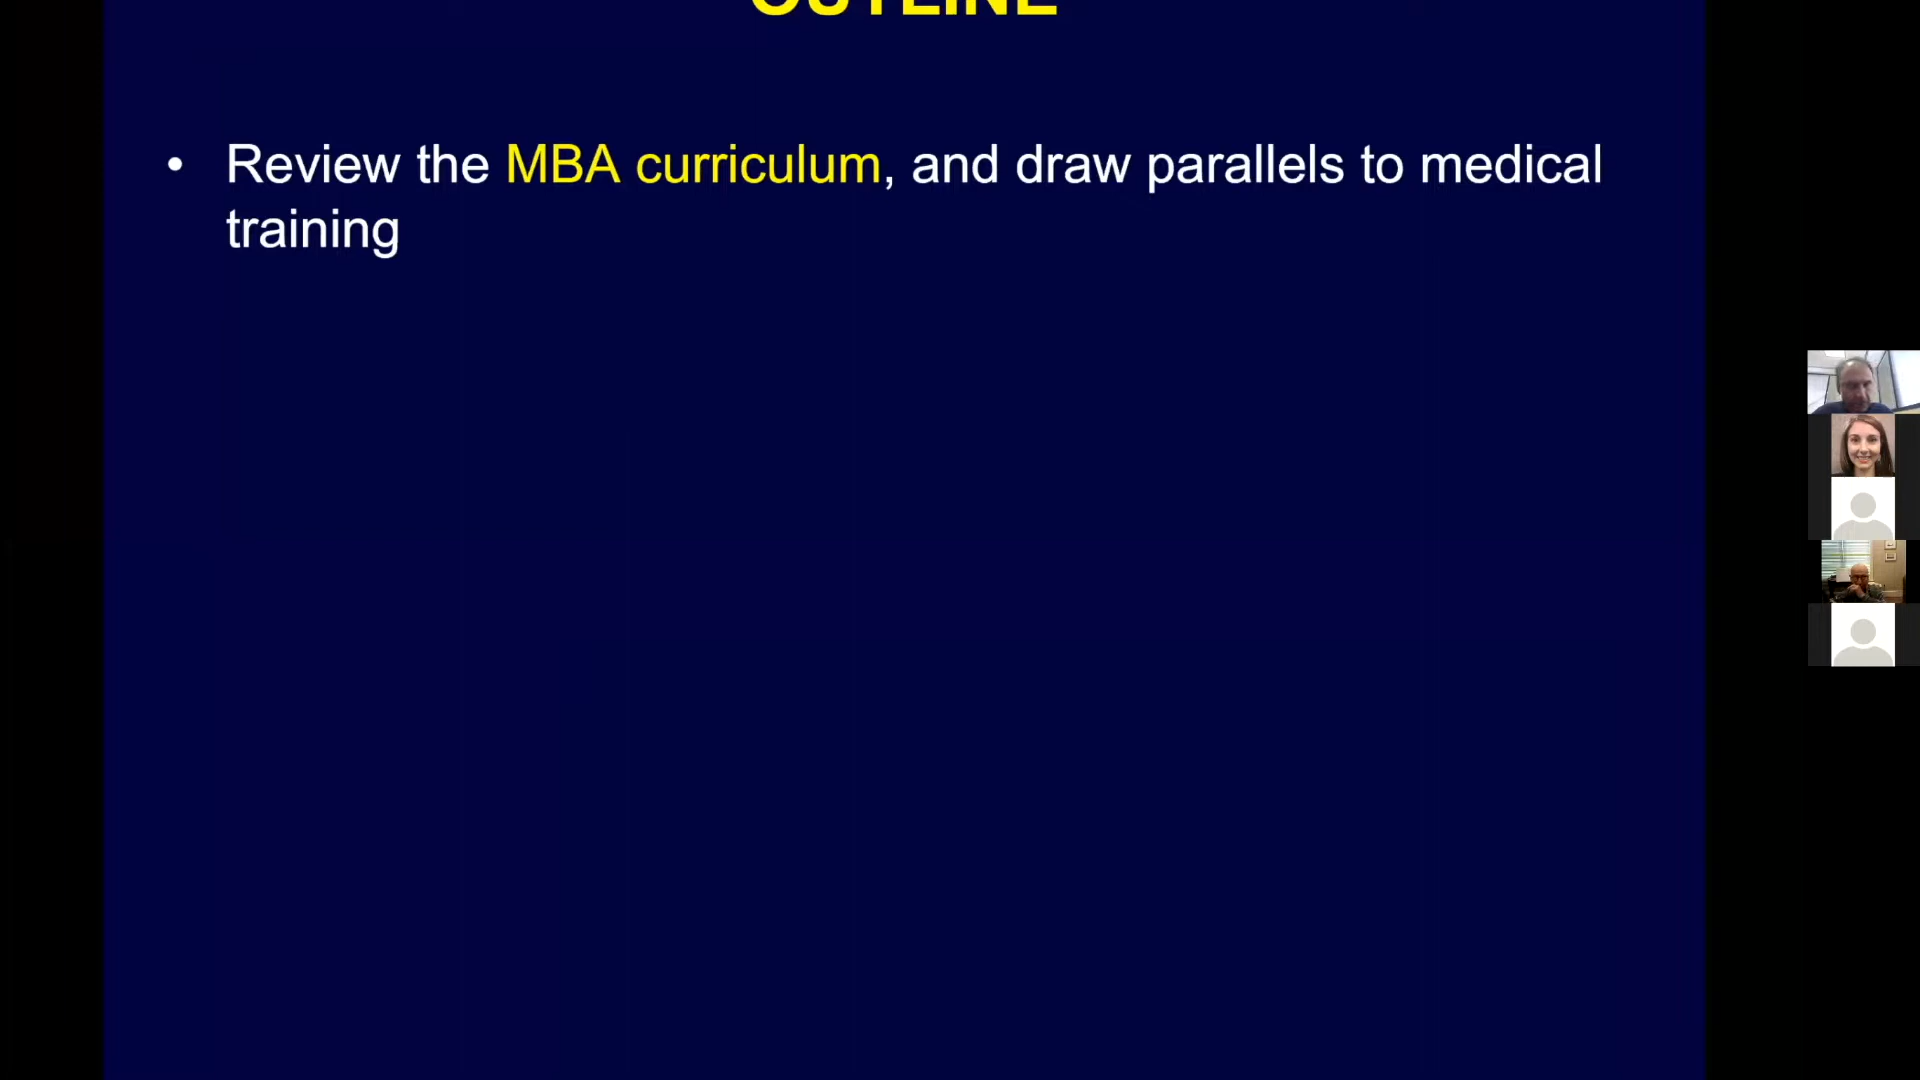 OUTLINE
• Review the MBA curriculum, and draw parallels to medical
training